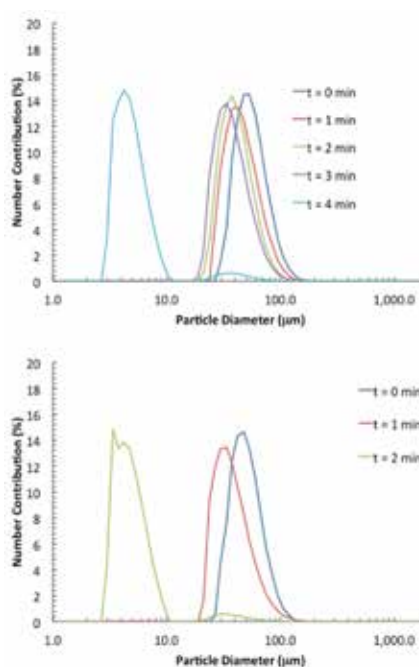 20
18
16
14
12
10
8
6
4
2
0
Number Contribution (%)
t = 0 min
t = 1 min
t = 2 min
t = 3 min
t = 4 min
1.0 10.0 100.0 1,000.0
Particle Diameter (μm)
20
18
16
14
12
10
8
6
4
2
0
Number Contribution (%)
t = 0 min
t = 1 min
t = 2 min
1.0 10.0 100.0 1,000.0
Particle Diameter (μm)